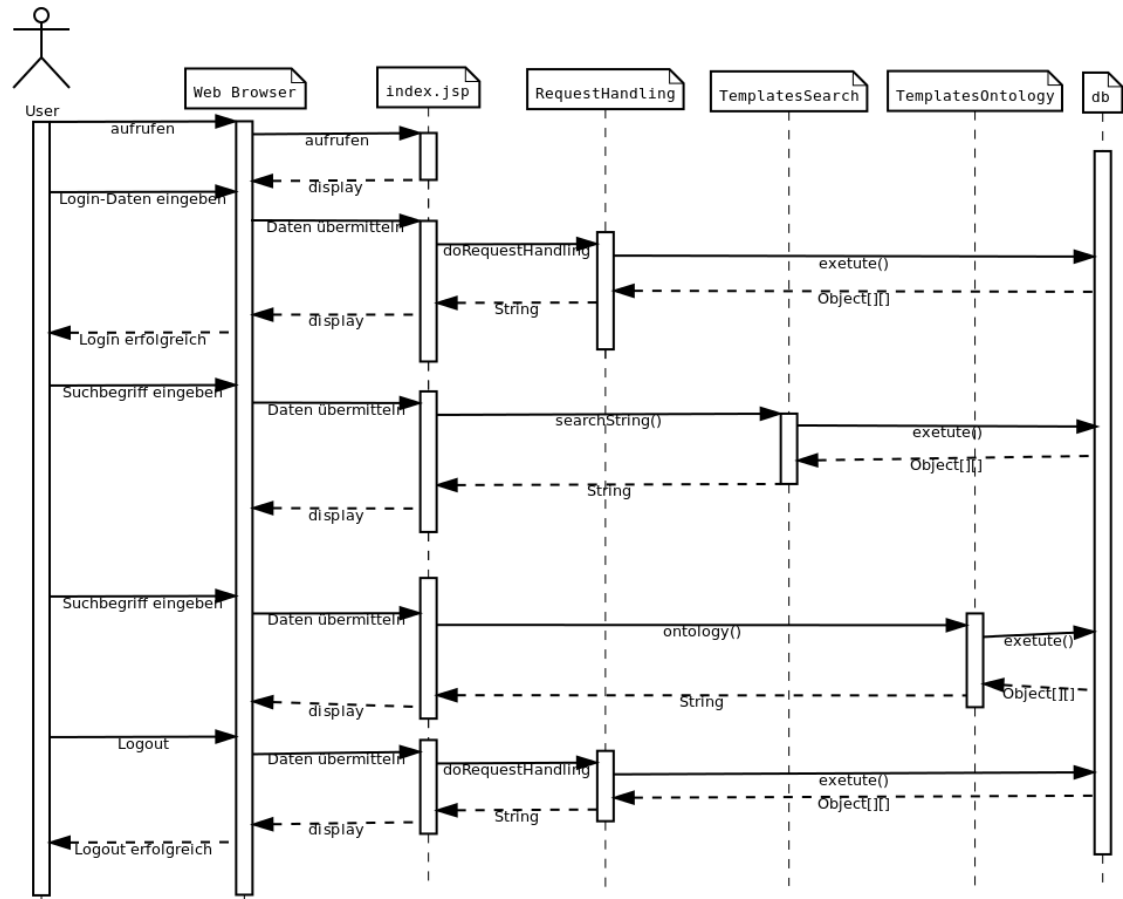 User
Web Browser
index.jsp
RequestHandling
TemplatesSearch
TemplatesOntology
db
aufrufen
aufrufen
display
Login-Daten eingeben
Daten übermitteln
doRequestHandling
exetute()
Object[][]
String
display
Login erfolgreich
Suchbegriff eingeben
Daten übermitteln
searchString()
exetute()
Object[][]
String
display
Suchbegriff eingeben
Daten übermitteln
ontology()
exetute()
Object[][]
String
display
Logout
Daten übermitteln
doRequestHandling
exetute()
Object[][]
String
display
Logout erfolgreich